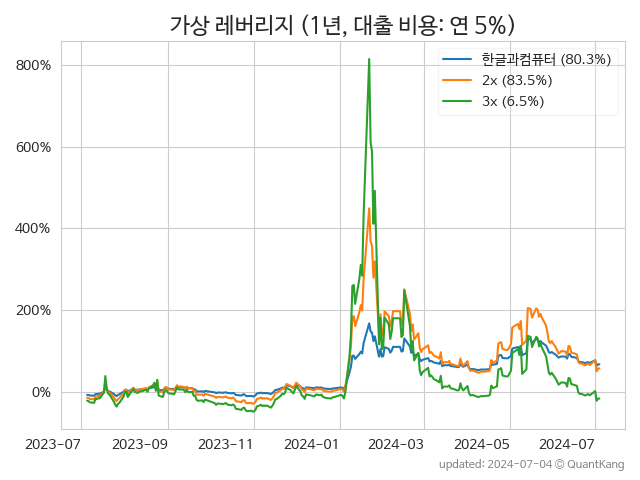 가상 레버리지 (1년, 대출 비용: 연 5%)
한글과컴퓨터 (80.3%)
2x (83.5%)
3x (6.5%)
800%
600%
400%
200%
0%
2023-07 2023-09 2023-11 2024-01 2024-03 2024-05 2024-07
updated: 2024-07-04 © QuantKang